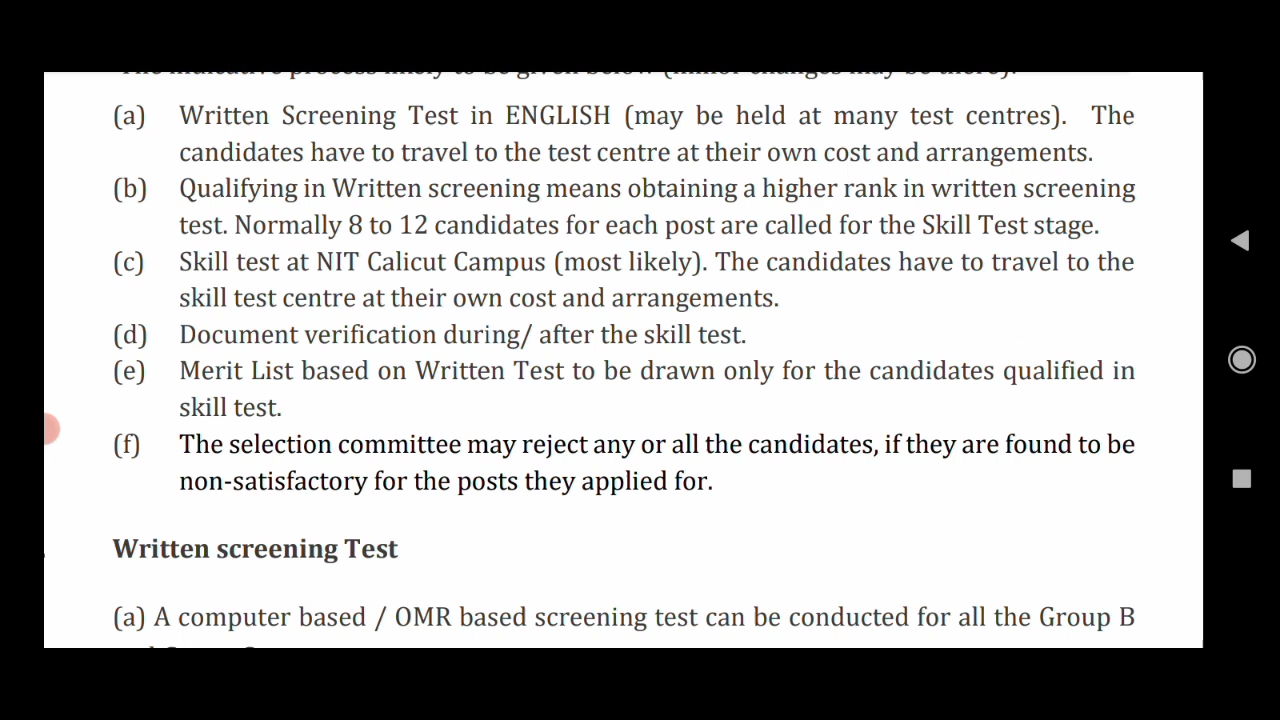 (a) Written Screening Test in ENGLISH (may be held at many test centres). The
candidates have to travel to the test centre at their own cost and arrangements.
(b) Qualifying in Written screening means obtaining a higher rank in written screening
test. Normally 8 to 12 candidates for each post are called for the Skill Test stage.
(c) Skill test at NIT Calicut Campus (most likely). The candidates have to travel to the
skill test centre at their own cost and arrangements.
(d) Document verification during/ after the skill test.
(e) Merit List based on Written Test to be drawn only for the candidates qualified in
skill test.
(f) The selection committee may reject any or all the candidates, if they are found to be
non-satisfactory for the posts they applied for.
Written screening Test
(a) A computer based / OMR based screening test can be conducted for all the Group B